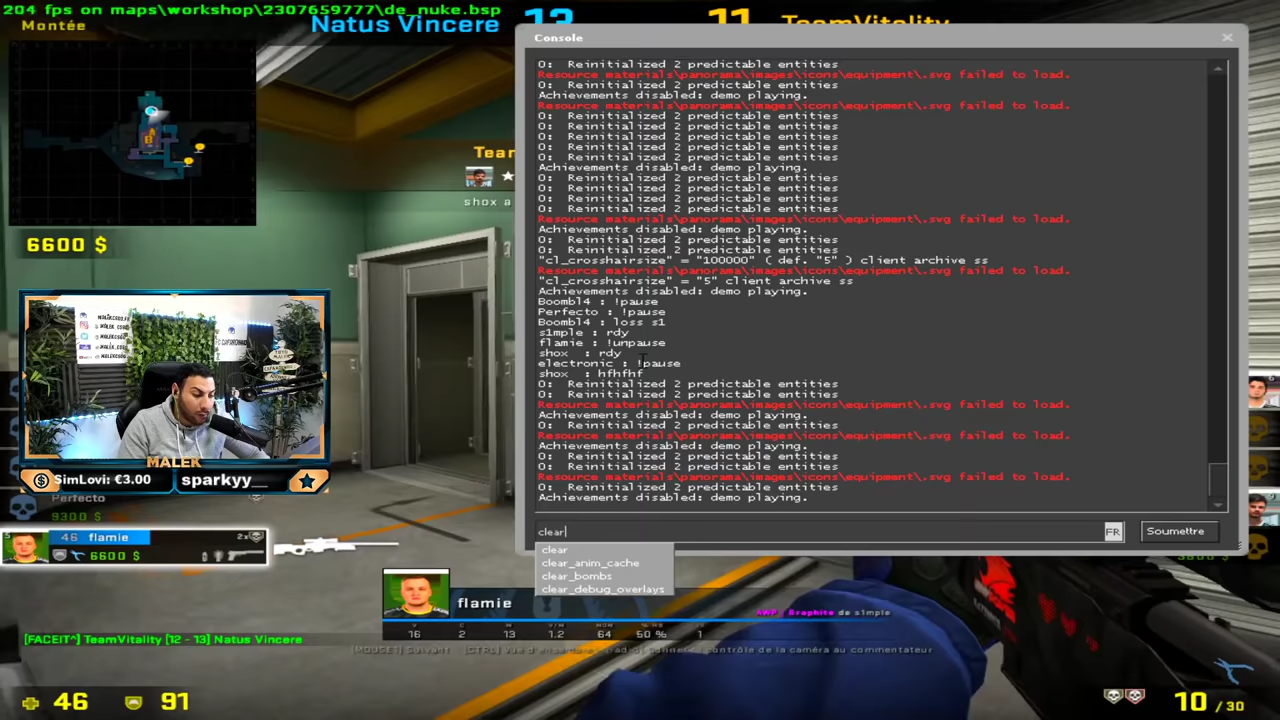 204 fps on maps\workshop\2307659777\de_nuke.bsp
Natus Vincere
13
11
TeamVitality
Montée
6600 $
Console
0: Reinitialized 2 predictable entities
Resource materials\panorama\images\icons\equipment\.svg failed to load.
0: Reinitialized 2 predictable entities
Achievements disabled: demo playing.
Resource materials\panorama\images\icons\equipment\.svg failed to load.
0: Reinitialized 2 predictable entities
0: Reinitialized 2 predictable entities
0: Reinitialized 2 predictable entities
0: Reinitialized 2 predictable entities
0: Reinitialized 2 predictable entities
Achievements disabled: demo playing.
0: Reinitialized 2 predictable entities
0: Reinitialized 2 predictable entities
0: Reinitialized 2 predictable entities
Resource materials\panorama\images\icons\equipment\.svg failed to load.
Achievements disabled: demo playing.
0: Reinitialized 2 predictable entities
0: Reinitialized 2 predictable entities
"cl_crosshairsize" = "100000" ( def. "5" ) client archive ss
Resource materials\panorama\images\icons\equipment\.svg failed to load.
"cl_crosshairsize" = "5" client archive ss
Achievements disabled: demo playing.
Boombl4 : !pause
Perfecto : !pause
Boombl4 : loss s1
s1mple : rdy
flamie : !unpause
shox : rdy
electronic : !pause
shox : hfhfhf
0: Reinitialized 2 predictable entities
0: Reinitialized 2 predictable entities
Resource materials\panorama\images\icons\equipment\.svg failed to load.
Achievements disabled: demo playing.
0: Reinitialized 2 predictable entities
Resource materials\panorama\images\icons\equipment\.svg failed to load.
Achievements disabled: demo playing.
0: Reinitialized 2 predictable entities
0: Reinitialized 2 predictable entities
Resource materials\panorama\images\icons\equipment\.svg failed to load.
0: Reinitialized 2 predictable entities
Achievements disabled: demo playing.
clear
FR
Soumettre
clear
clear_anim_cache
clear_bombs
clear_debug_overlays
Tear
shox a
MALEK
SimLovi: €3.00
sparkyy__
Perfecto
9300 $
46 flamie
2x
6600 $
flamie
16 2 13 1.2 64 50 % 1
AWP Graphite de s1mple
[FACEIT^] TeamVitality [12 - 13] Natus Vincere
[MOUSE1] Suivant
contrôle de la caméra au commentateur
46
91
10 / 30